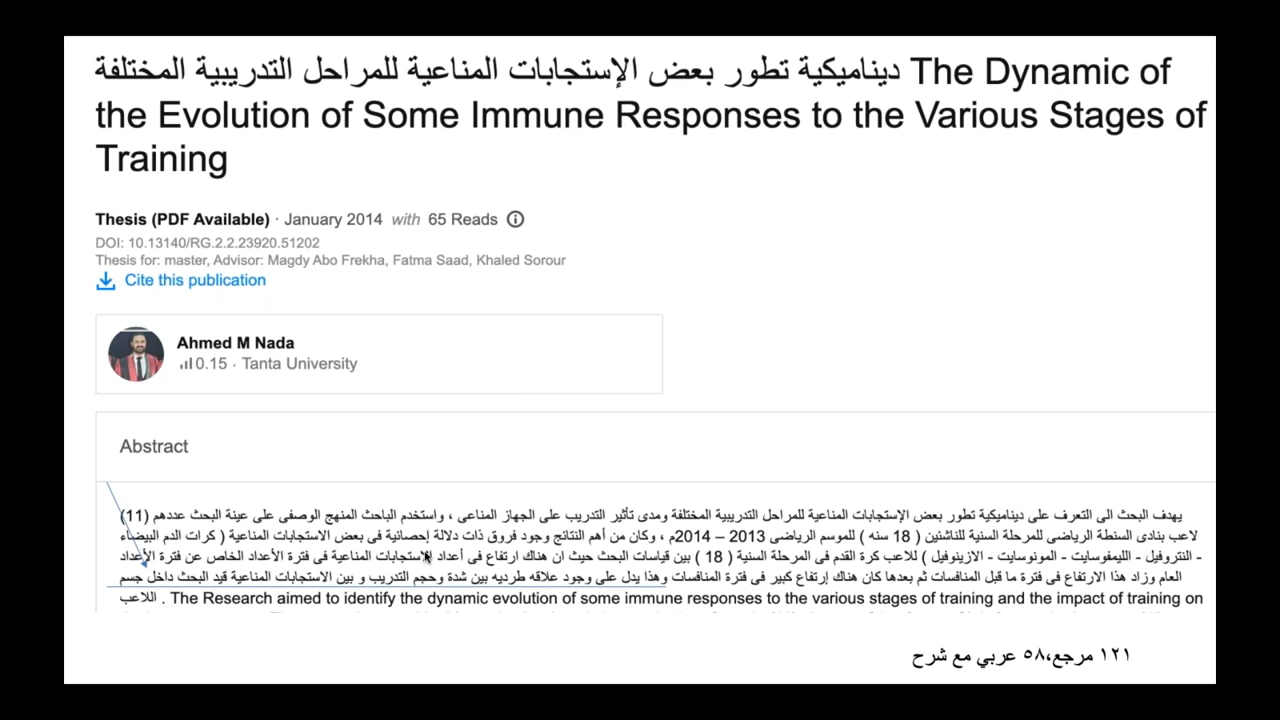 ديناميكية تطور بعض الإستجابات المناعية للمراحل التدريبية المختلفة The Dynamic of
the Evolution of Some Immune Responses to the Various Stages of
Training
Thesis (PDF Available) · January 2014 with 65 Reads
DOI: 10.13140/RG.2.2.23920.51202
Thesis for: master, Advisor: Magdy Abo Frekha, Fatma Saad, Khaled Sorour
Cite this publication
Ahmed M Nada
0.15 · Tanta University
Abstract
يهدف البحث الى التعرف على ديناميكية تطور بعض الإستجابات المناعية للمراحل التدريبية المختلفة ومدى تأثير التدريب على الجهاز المناعى ، واستخدم الباحث المنهج الوصفى على عينة البحث عددهم (11)
لاعب بنادى السنطة الرياضى للمرحلة السنية للناشئين ( 18 سنه ) للموسم الرياضى 2013 – 2014م ، وكان من أهم النتائج وجود فروق ذات دلالة إحصائية فى بعض الاستجابات المناعية ( كرات الدم البيضاء
- النتروفيل - الليمفوسايت - المونوسايت - الازينوفيل ) للاعب كرة القدم فى المرحلة السنية ( 18 ) بين قياسات البحث حيث ان هناك ارتفاع فى أعداد الاستجابات المناعية فى فترة الأعداد الخاص عن فترة الأعداد
العام وزاد هذا الارتفاع فى فترة ما قبل المنافسات ثم بعدها كان هناك إرتفاع كبير فى فترة المنافسات وهذا يدل على وجود علاقه طرديه بين شدة وحجم التدريب و بين الاستجابات المناعية قيد البحث داخل جسم
اللاعب . The Research aimed to identify the dynamic evolution of some immune responses to the various stages of training and the impact of training on
١٢١ مرجع،٥٨ عربي مع شرح